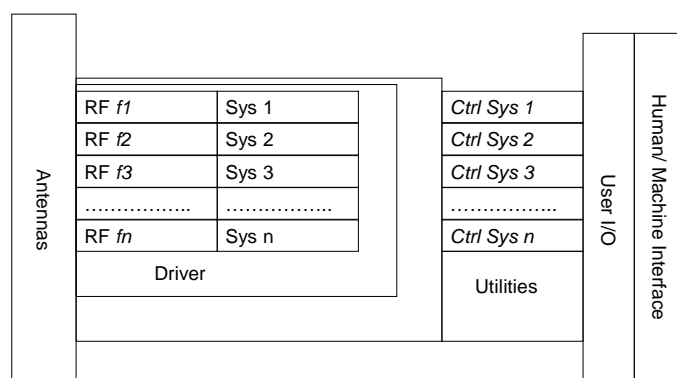 Antennas
RF f1 Sys 1 Ctrl Sys 1
RF f2 Sys 2 Ctrl Sys 2
RF f3 Sys 3 Ctrl Sys 3
…………….. …………….. ……………..
RF fn Sys n Ctrl Sys n
Driver
Utilities
User I/O
Human/ Machine Interface